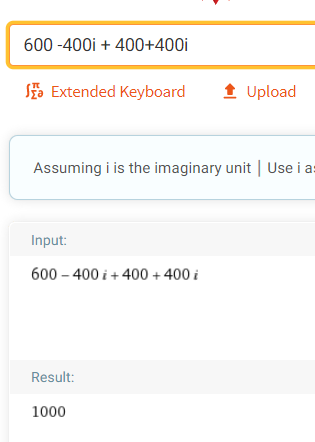 600 -400i + 400+400i
Extended Keyboard
Upload
Assuming i is the imaginary unit | Use i
Input:
600 – 400 i + 400 + 400 i
Result:
1000